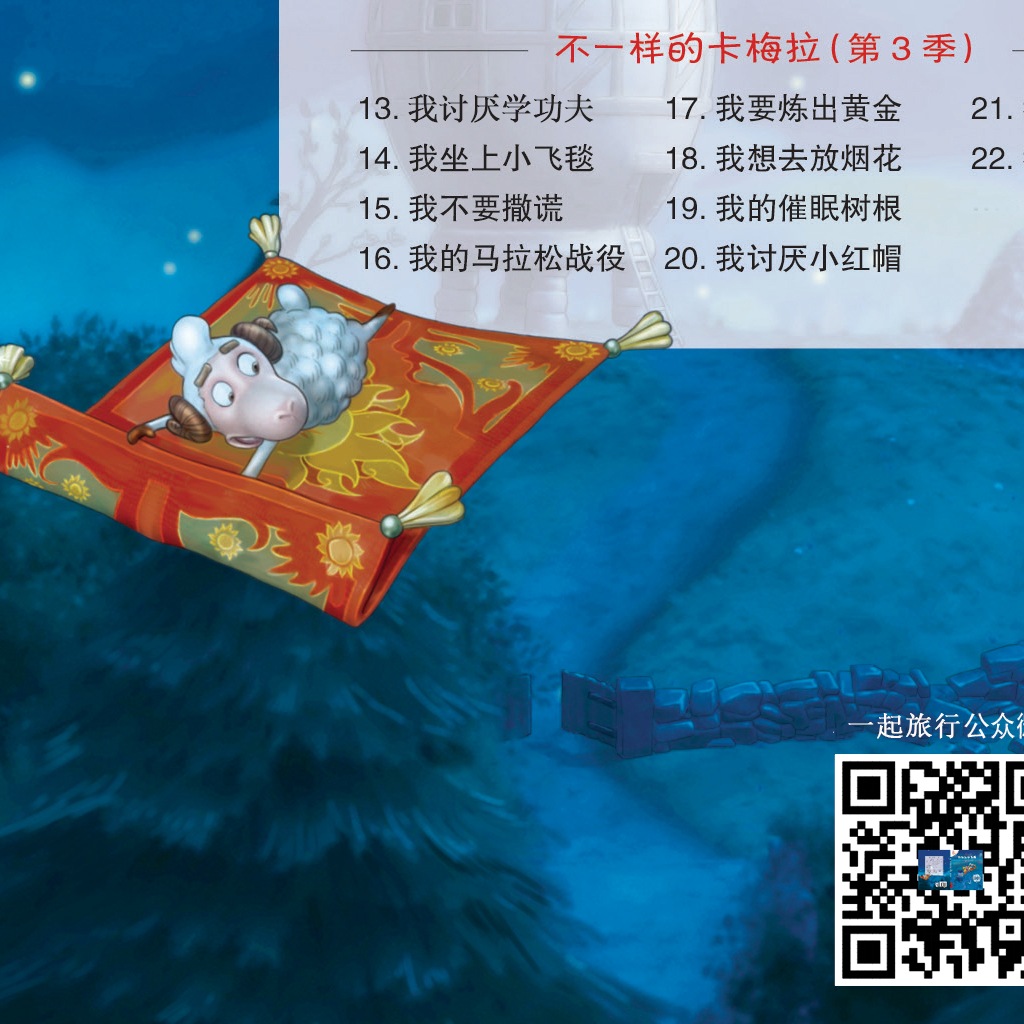 不一样的卡梅拉(第3季)
13. 我讨厌学功夫
14. 我坐上小飞毯
15. 我不要撒谎
16. 我的马拉松战役
17. 我要炼出黄金
18. 我想去放烟花
19. 我的催眠树根
20. 我讨厌小红帽
21.
22.
一起旅行公众